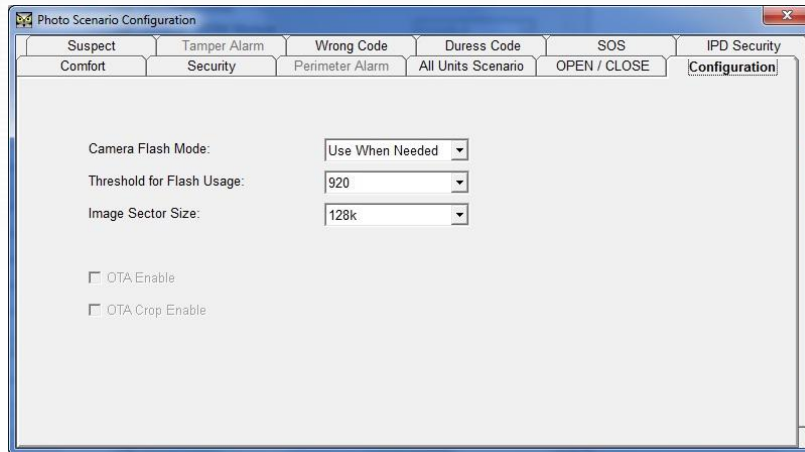 Photo Scenario Configuration
Suspect Tamper Alarm Wrong Code Duress Code SOS IPD Security
Comfort Security Perimeter Alarm All Units Scenario OPEN / CLOSE Configuration
Camera Flash Mode: Use When Needed
Threshold for Flash Usage: 920
Image Sector Size: 128k
OTA Enable
OTA Crop Enable